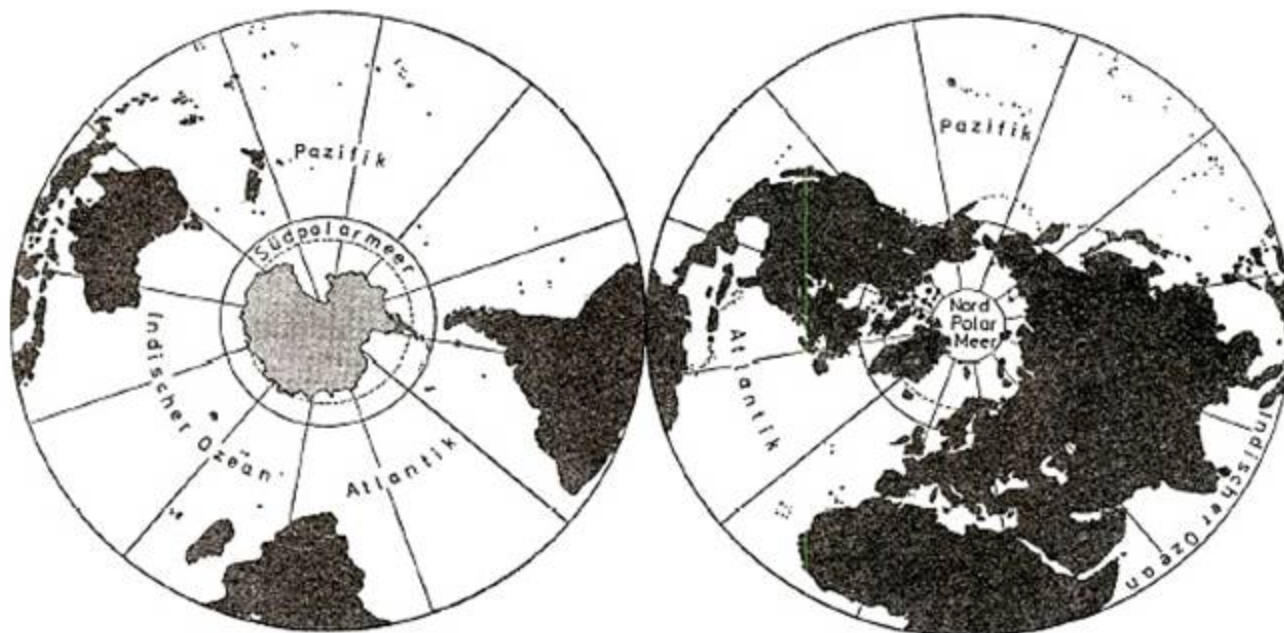 Pazifik
Südpolarmeer
Indischer Ozean
Atlantik
Pazifik
Nord
Polar
Meer
Atlantik
Indischer Ozean